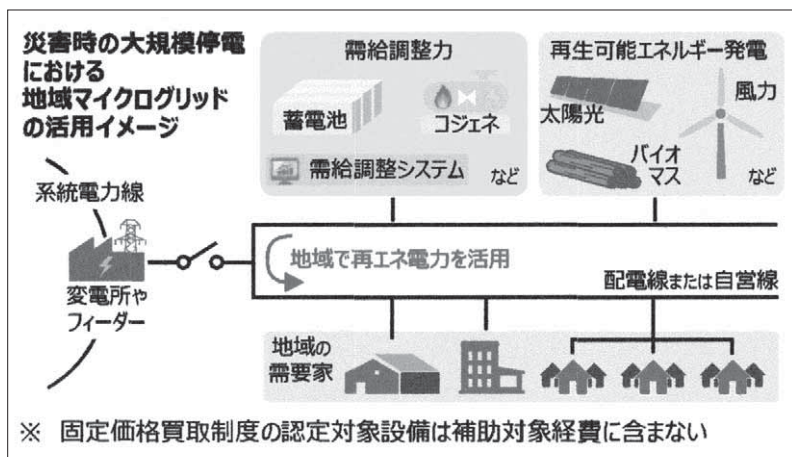 災害時の大規模停電
における
地域マイクログリッド
の活用イメージ
需給調整力
蓄電池
コジェネ
需給調整システム
など
再生可能エネルギー発電
太陽光
風力
バイオ
マス
など
系統電力線
変電所や
フィーダー
地域で再エネ電力を活用
配電線または自営線
地域の
需要家
※ 固定価格買取制度の認定対象設備は補助対象経費に含まない